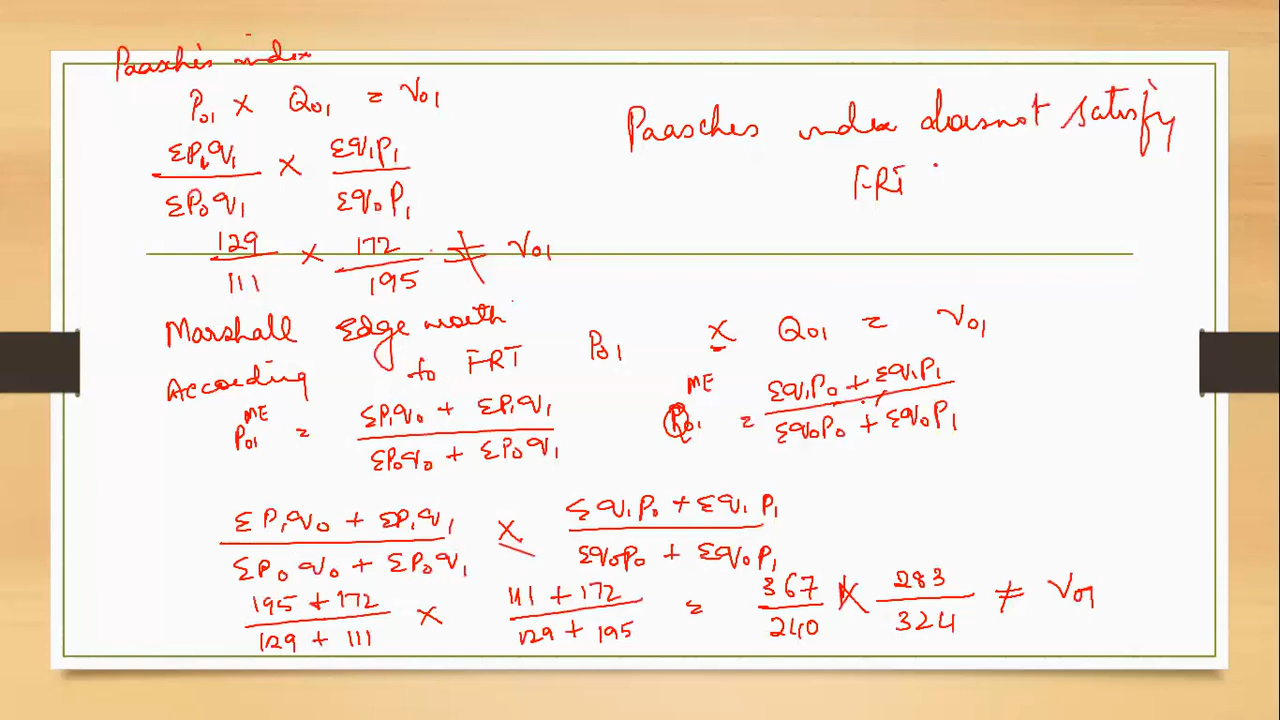 Paasche's index
P01 × Q01 = V01
ΣP1q1 / ΣP0q1 × Σq1P1 / Σq0P1
129 / 111 × 172 / 195 ≠ V01
Paasches index doesnot satisfy
FRT
Marshall Edge worth
According to FRT P01 × Q01 = V01
P01^ME = (ΣP1q0 + ΣP1q1) / (ΣP0q0 + ΣP0q1) Q01^ME = (Σq1P0 + Σq1P1) / (Σq0P0 + Σq0P1)
(ΣP1q0 + ΣP1q1) / (ΣP0q0 + ΣP0q1) × (Σq1P0 + Σq1P1) / (Σq0P0 + Σq0P1)
(195 + 172) / (129 + 111) × (111 + 172) / (129 + 195) = 367 / 240 × 283 / 324 ≠ V01